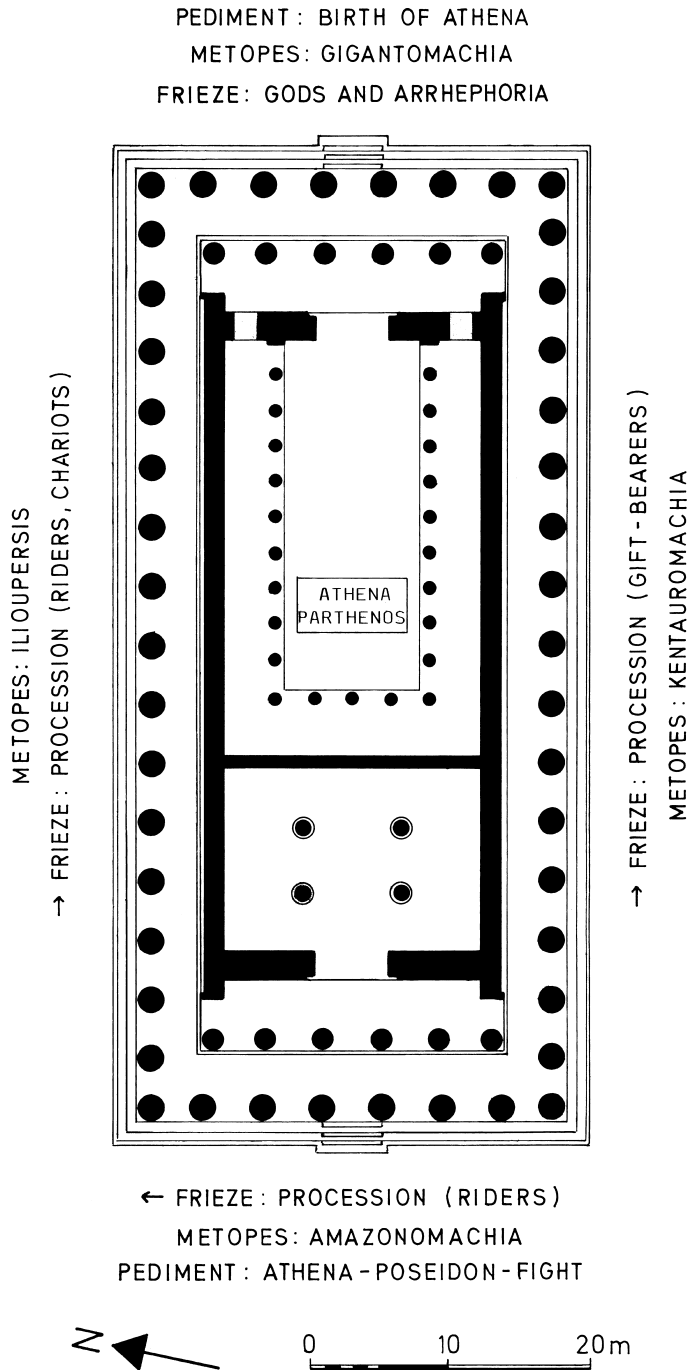 PEDIMENT: BIRTH OF ATHENA
METOPES: GIGANTOMACHIA
FRIEZE: GODS AND ARRHEPHORIA
METOPES: ILIOUPERSIS
→ FRIEZE: PROCESSION (RIDERS, CHARIOTS)
ATHENA
PARTHENOS
→ FRIEZE: PROCESSION (GIFT-BEARERS)
METOPES: KENTAUROMACHIA
← FRIEZE: PROCESSION (RIDERS)
METOPES: AMAZONOMACHIA
PEDIMENT: ATHENA-POSEIDON-FIGHT
N
0 10 20 m